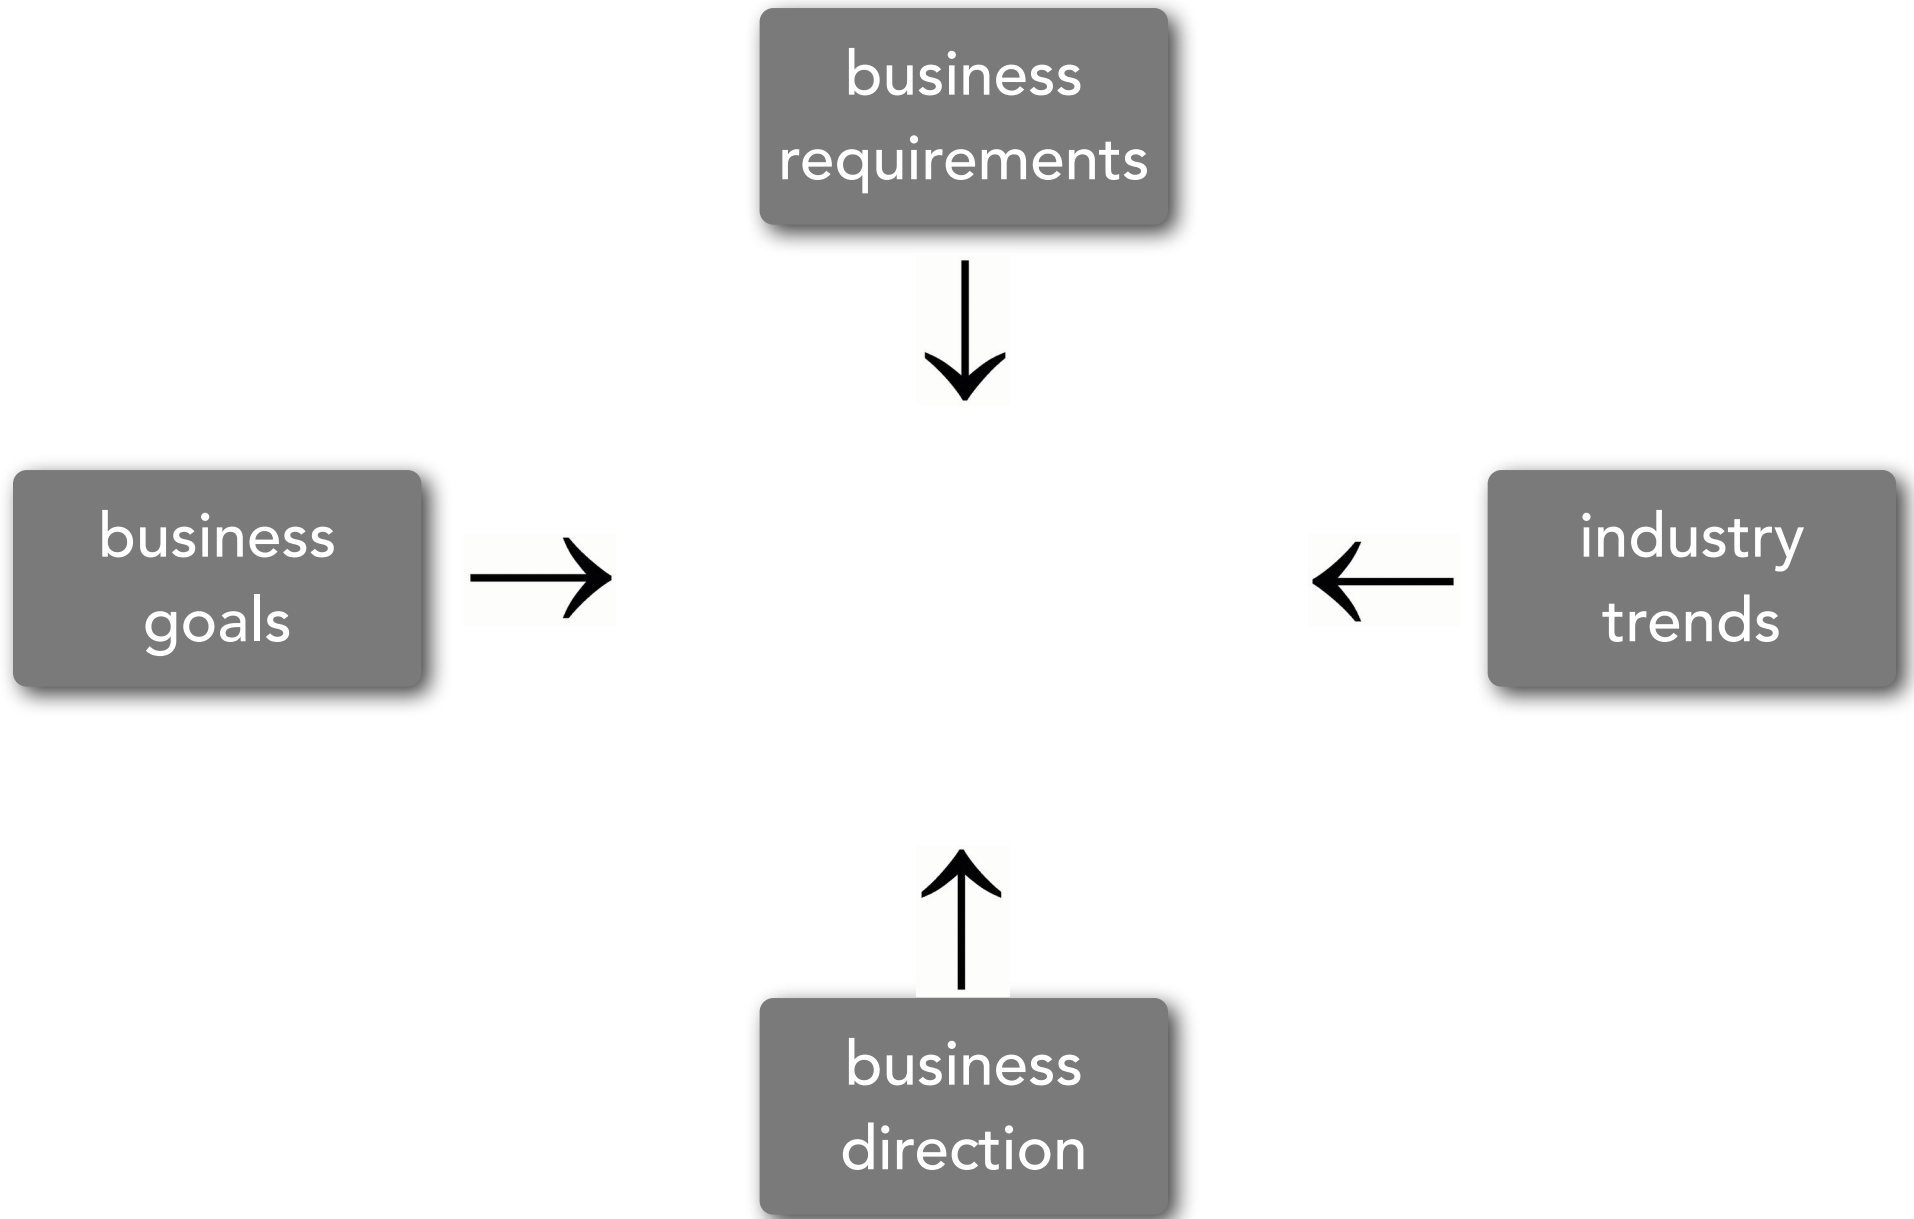 business
requirements
business
goals
industry
trends
business
direction